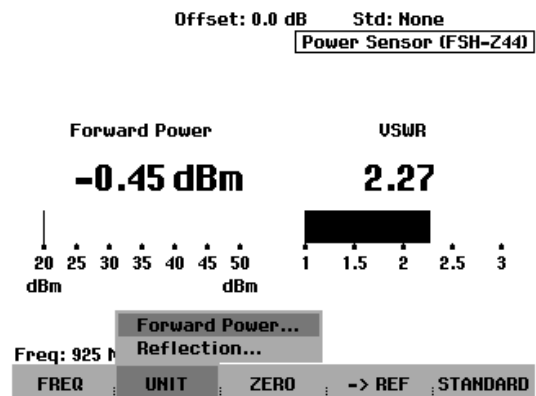 Offset: 0.0 dB Std: None
Power Sensor (FSH-Z44)
Forward Power VSWR
-0.45 dBm 2.27
20 25 30 35 40 45 50 1 1.5 2 2.5 3
dBm dBm
Forward Power...
Reflection...
Freq: 925
FREQ UNIT ZERO -> REF STANDARD